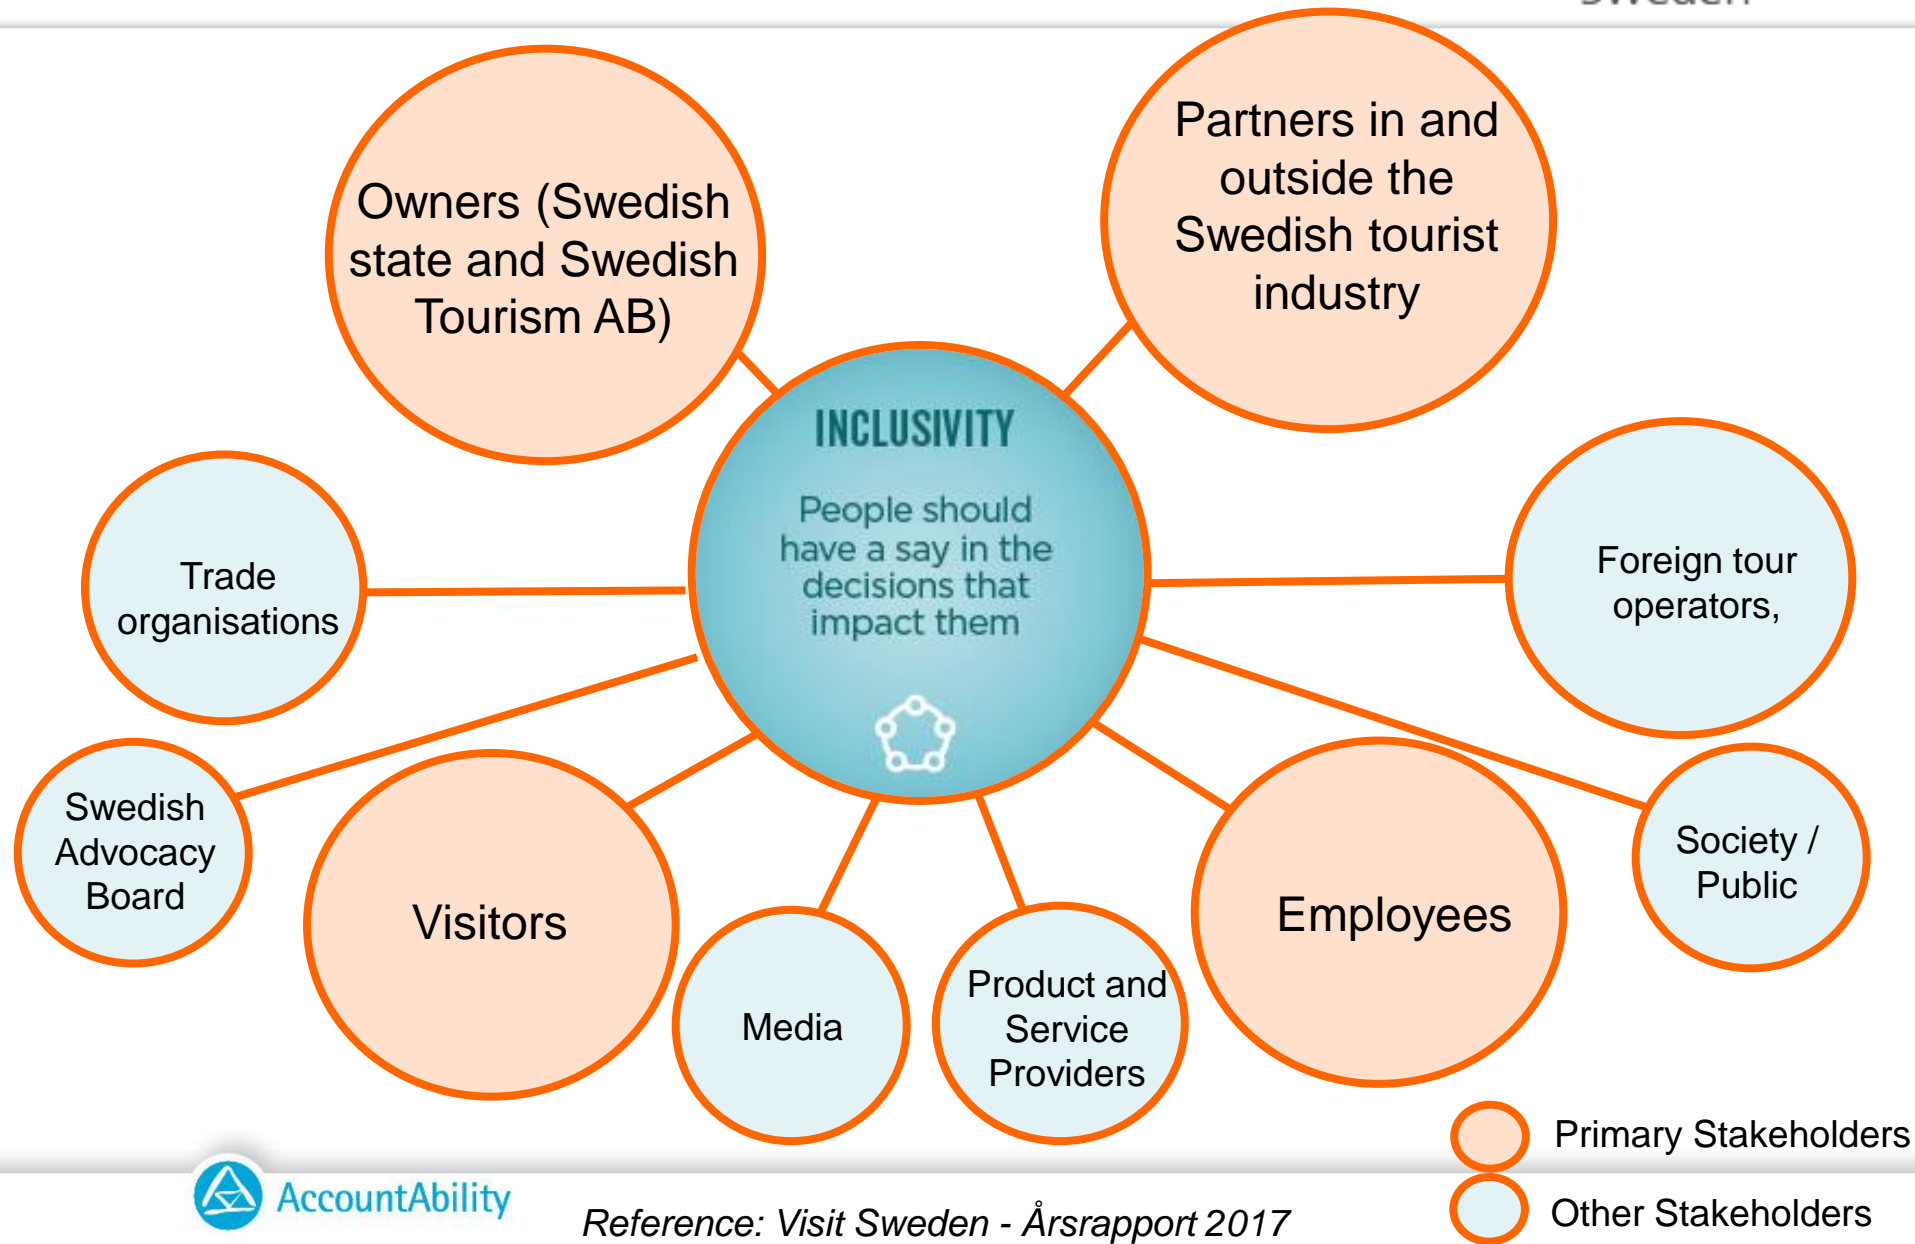 Sweden
Owners (Swedish
state and Swedish
Tourism AB)
Partners in and
outside the
Swedish tourist
industry
INCLUSIVITY
People should
have a say in the
decisions that
impact them
Trade
organisations
Foreign tour
operators,
Swedish
Advocacy
Board
Visitors
Media
Product and
Service
Providers
Employees
Society /
Public
Primary Stakeholders
Other Stakeholders
AccountAbility
Reference: Visit Sweden - Årsrapport 2017